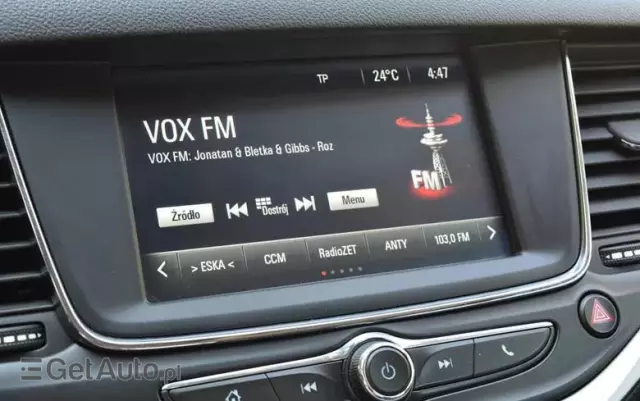 TP 24°C 4:47
VOX FM
VOX FM: Jonatan & Bletka & Gibbs - Roz
FM
Źródło Dostrój Menu
> ESKA < CCM RadioZET ANTY 103,0 FM
MENU
GetAuto.pl